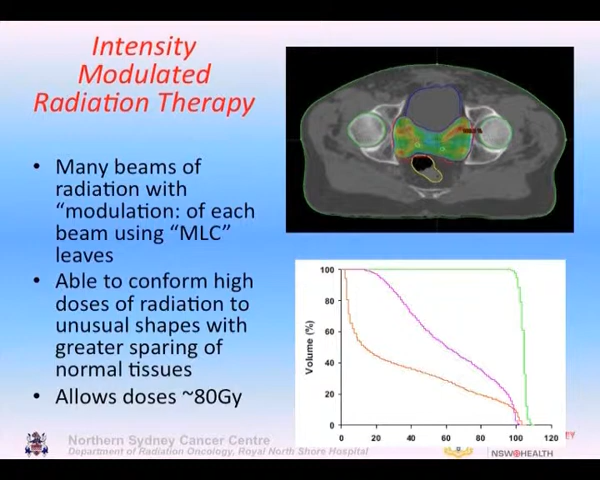 Intensity
Modulated
Radiation Therapy
• Many beams of
radiation with
“modulation: of each
beam using “MLC”
leaves
• Able to conform high
doses of radiation to
unusual shapes with
greater sparing of
normal tissues
• Allows doses ~80Gy
Volume (%)
100
80
60
40
20
0
0 20 40 60 80 100 120
Northern Sydney Cancer Centre
Department of Radiation Oncology, Royal North Shore Hospital
NSW HEALTH